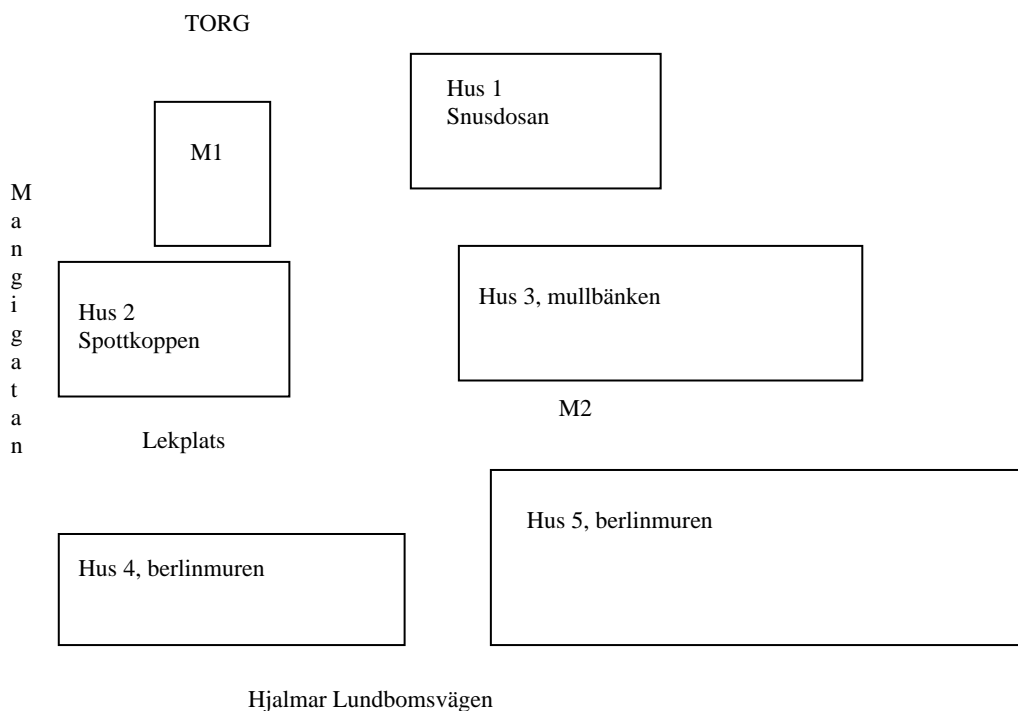 TORG
Hus 1
Snusdosan
M1
Mangigatan
Hus 3, mullbänken
Hus 2
Spottkoppen
M2
Lekplats
Hus 5, berlinmuren
Hus 4, berlinmuren
Hjalmar Lundbomsvägen